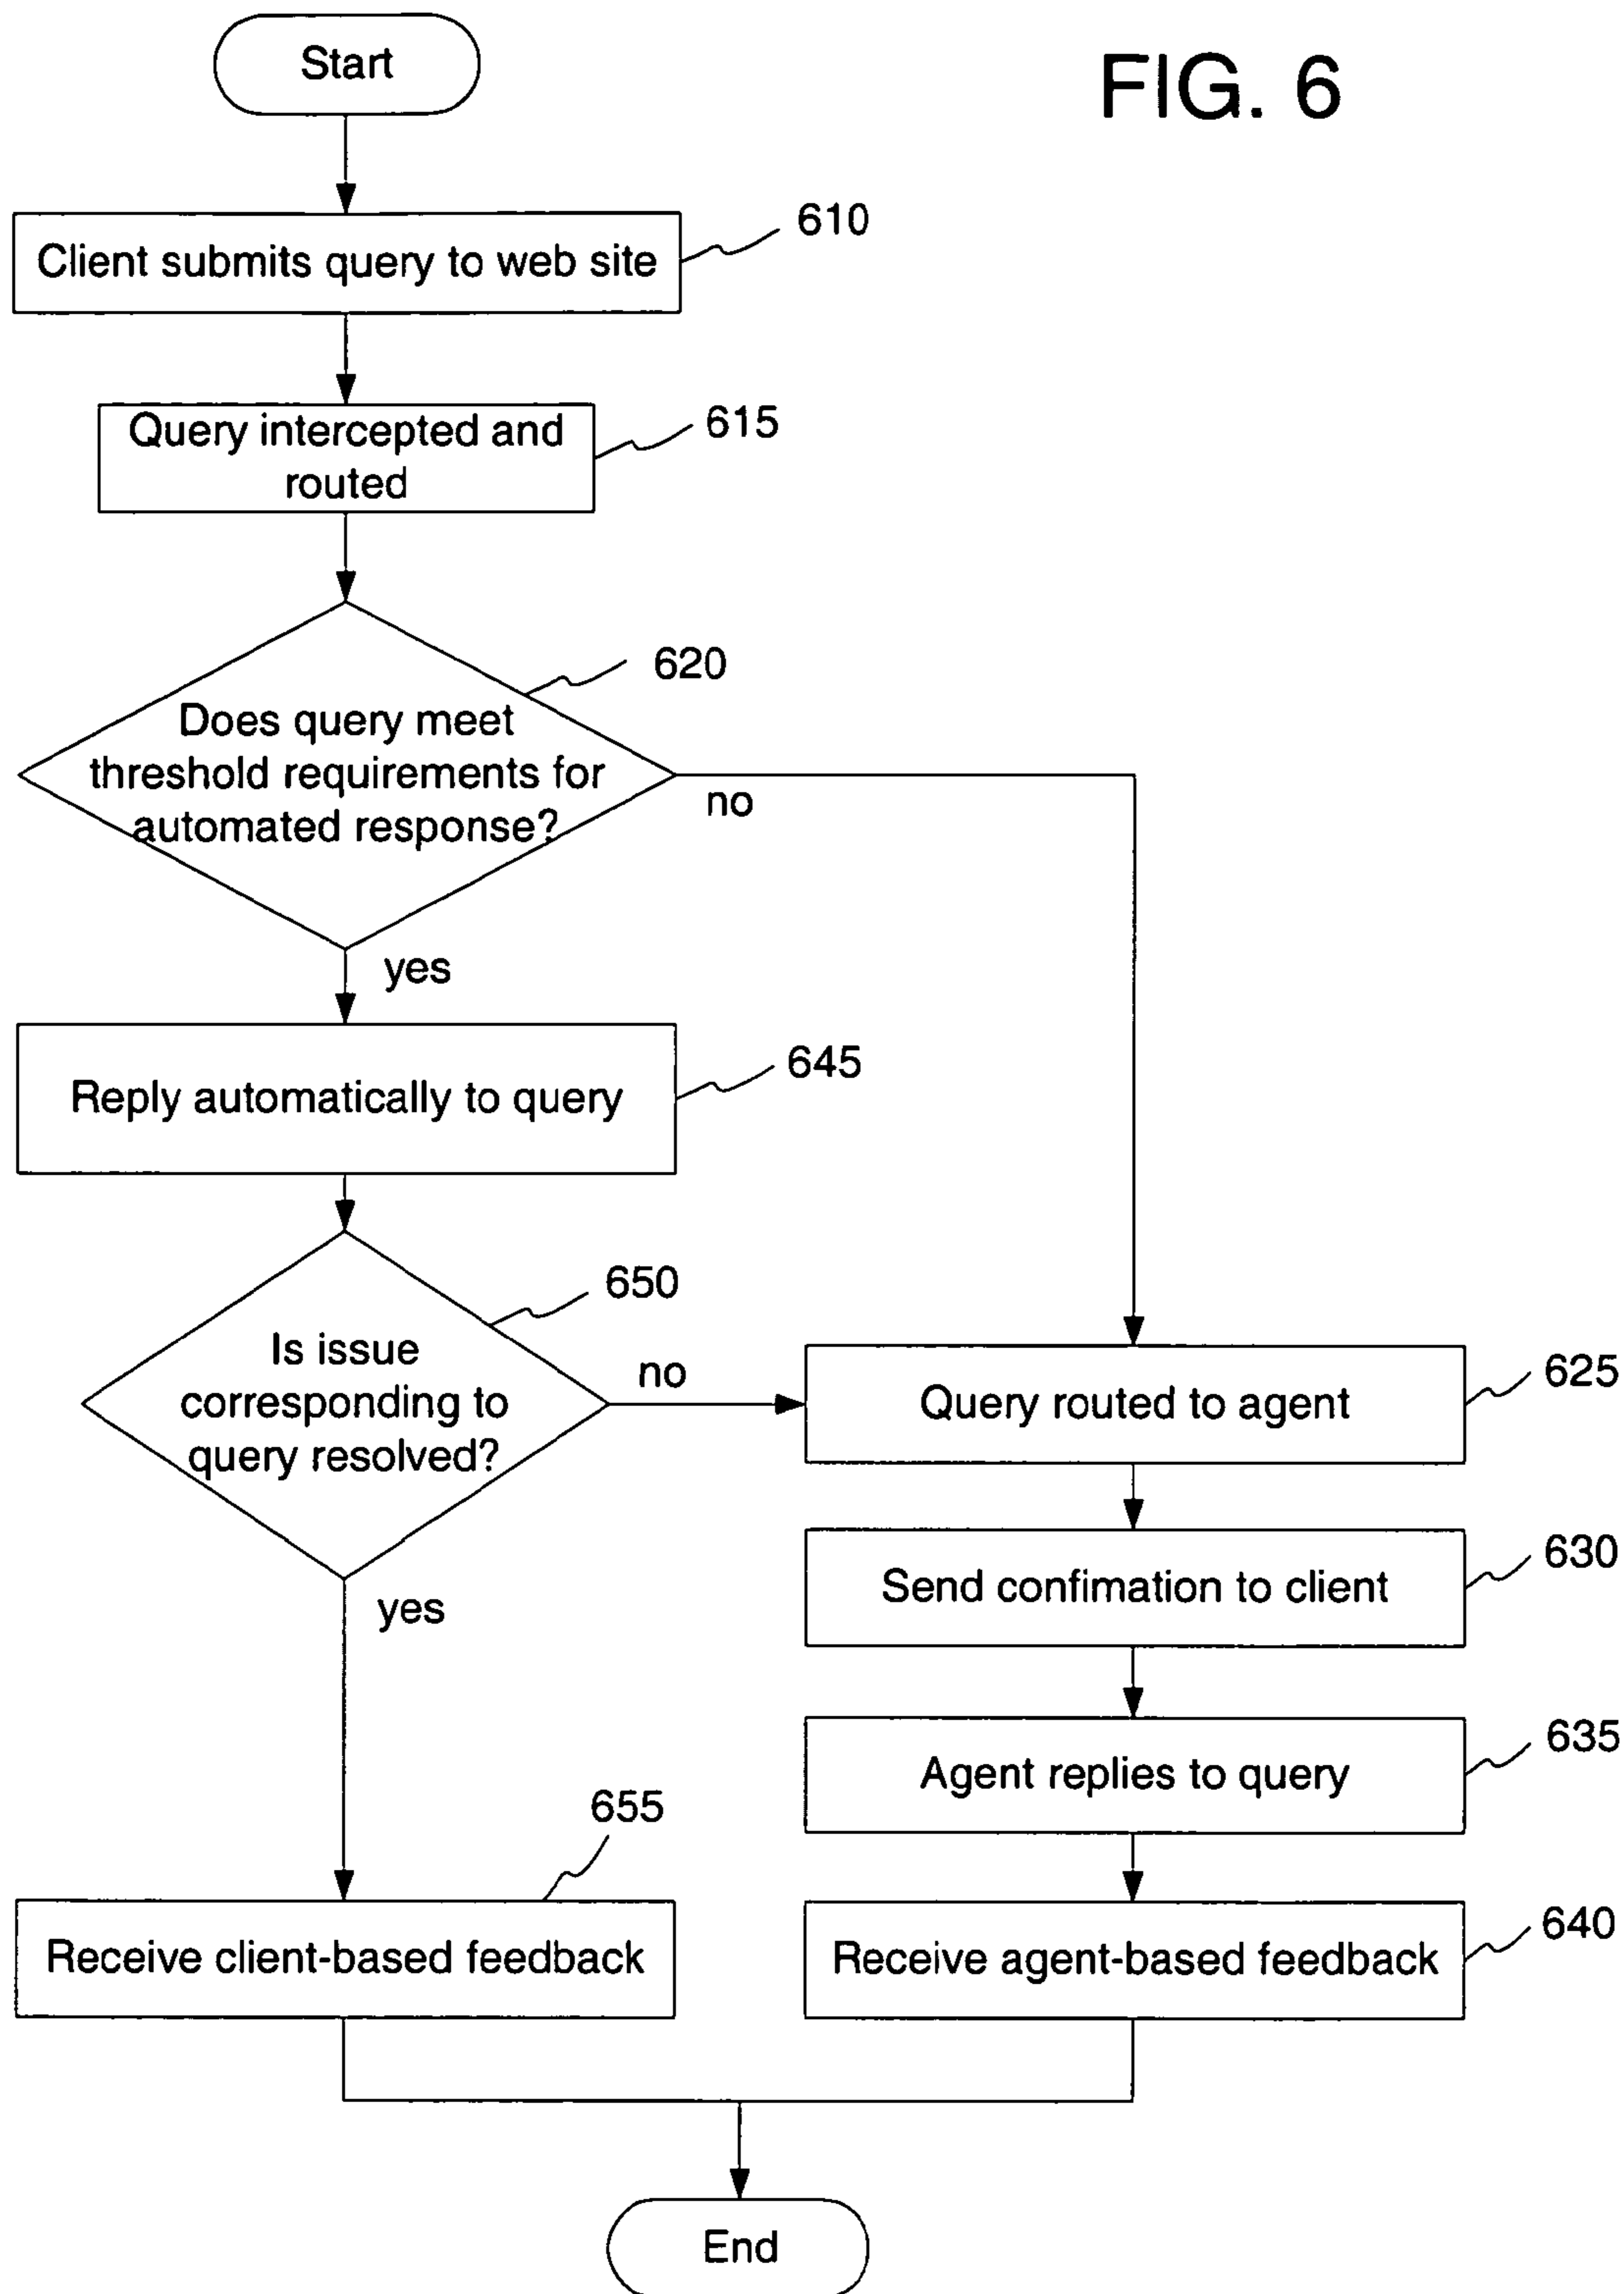 Start
FIG. 6
Client submits query to web site
610
Query intercepted and
routed
615
620
Does query meet
threshold requirements for
automated response?
no
yes
Reply automatically to query
645
650
Is issue
corresponding to
query resolved?
no
yes
Query routed to agent
625
Send confimation to client
630
Agent replies to query
635
655
Receive client-based feedback
Receive agent-based feedback
640
End